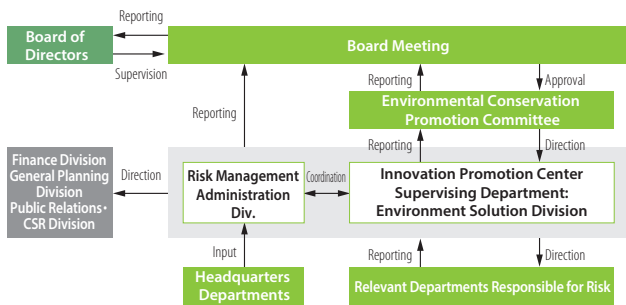 Reporting
Board of
Directors
Board Meeting
Supervision
Reporting
Approval
Reporting
Environmental Conservation
Promotion Committee
Reporting
Direction
Finance Division
General Planning
Division
Public Relations・
CSR Division
Direction
Risk Management
Administration
Div.
Coordination
Innovation Promotion Center
Supervising Department:
Environment Solution Division
Input
Reporting
Direction
Headquarters
Departments
Relevant Departments Responsible for Risk